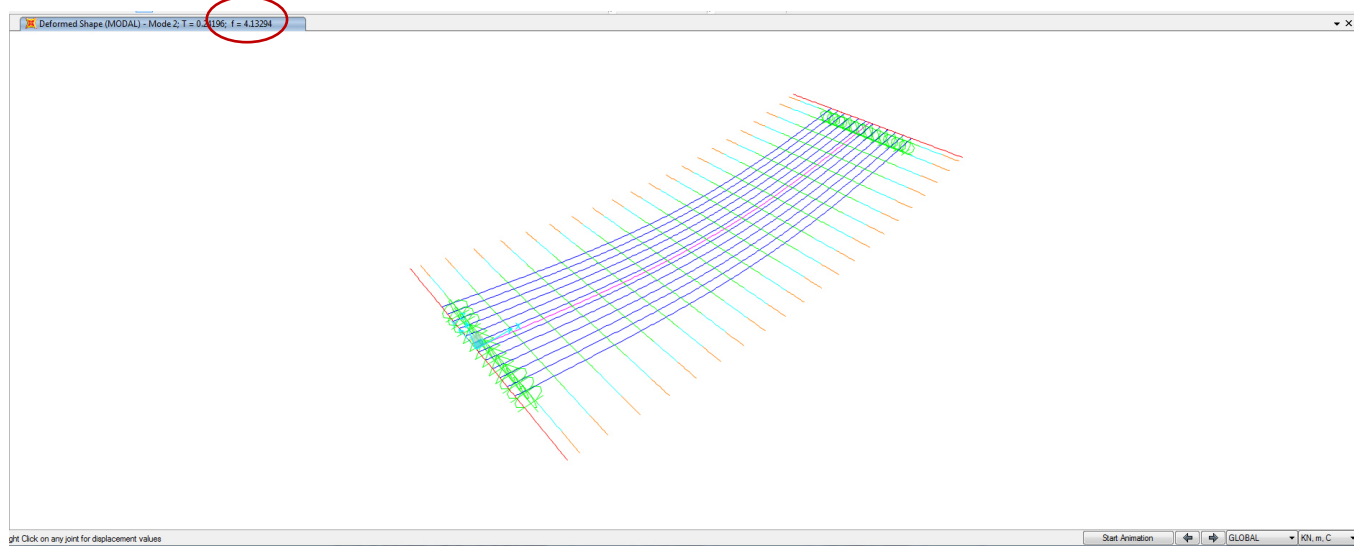 Deformed Shape (MODAL) - Mode 2; T = 0.24196; f = 4.13294
ght Click on any joint for displacement values
Start Animation
GLOBAL
KN, m, C